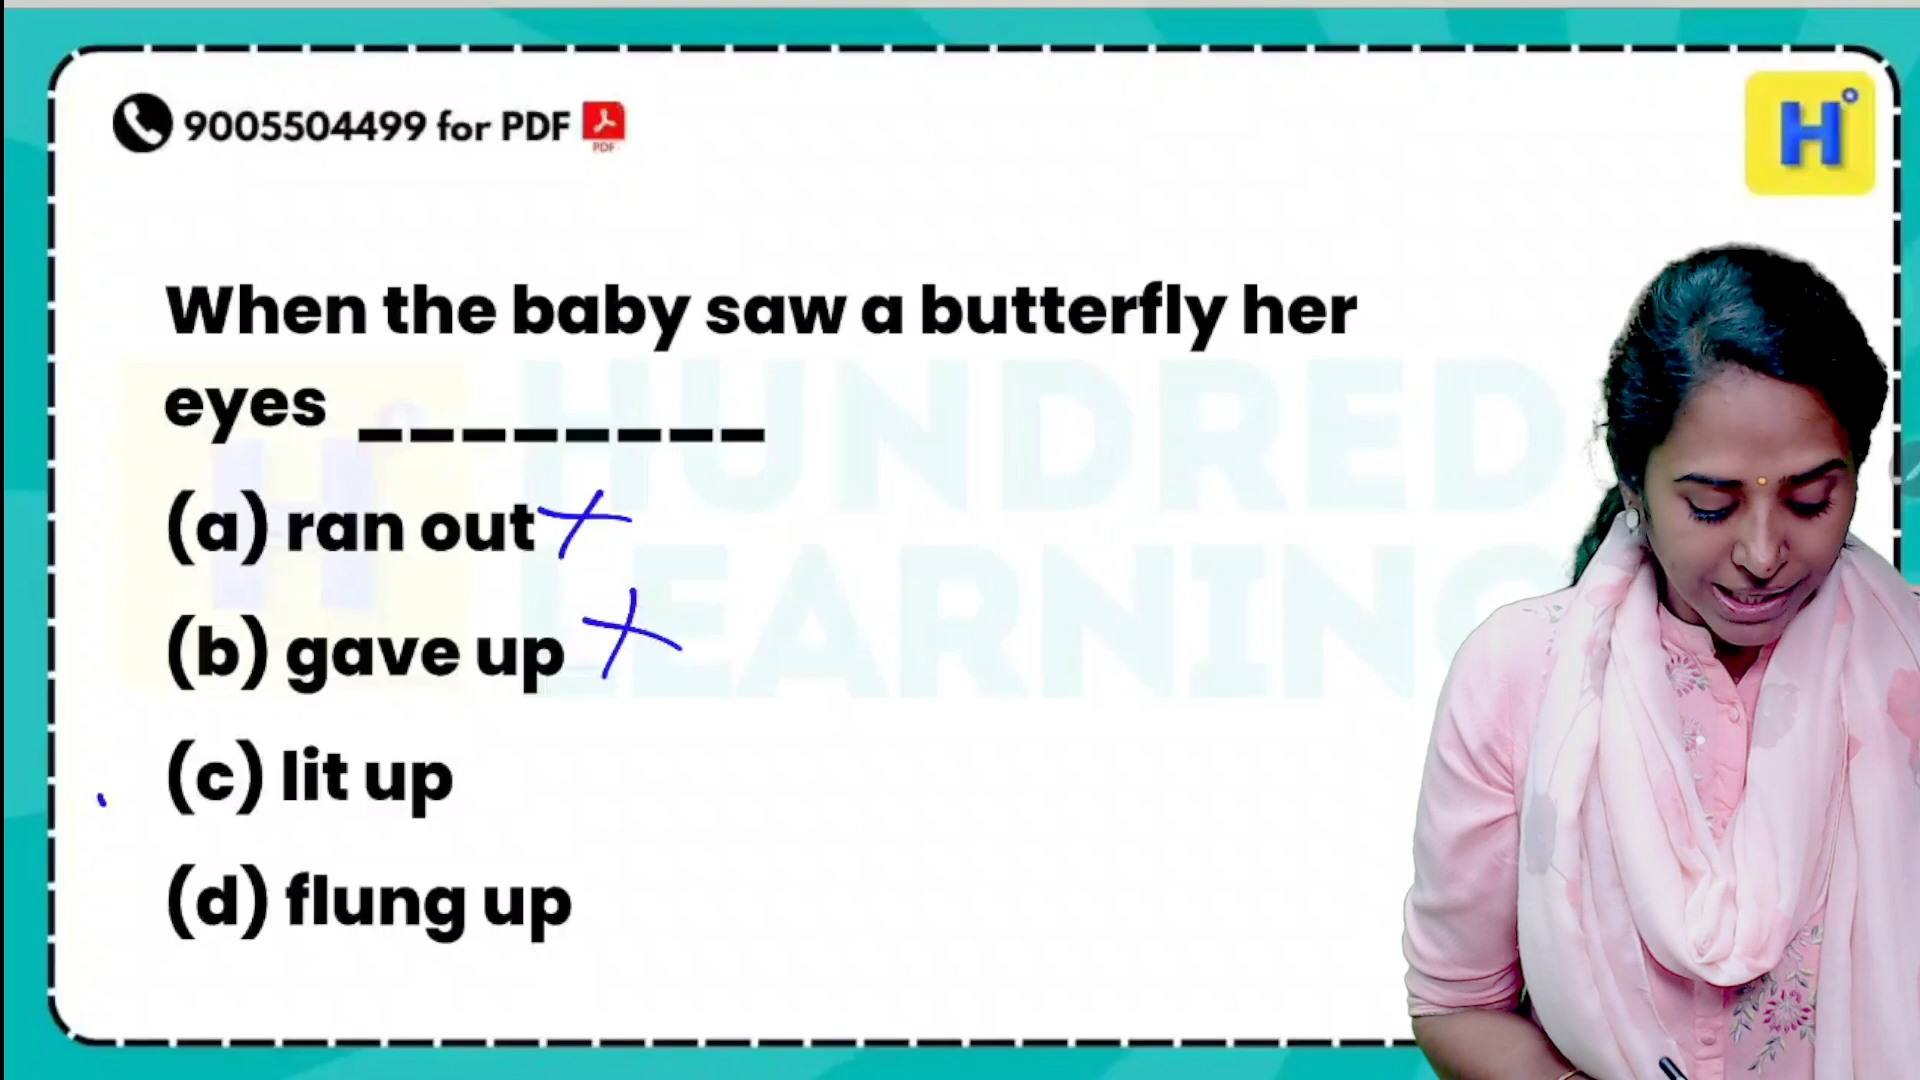 9005504499 for PDF
PDF
H
When the baby saw a butterfly her
eyes ________
(a) ran out
(b) gave up
(c) lit up
(d) flung up
HUNDRED
LEARNING